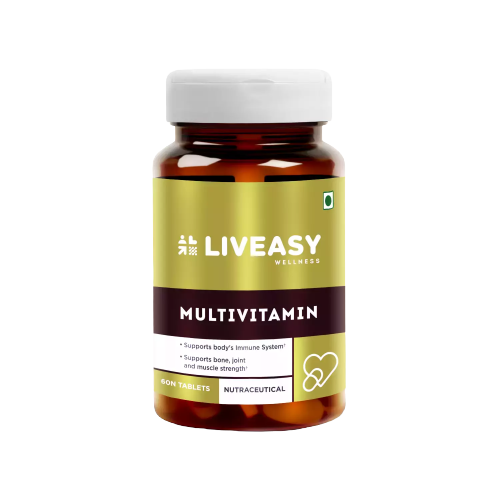 LIVEASY
WELLNESS
MULTIVITAMIN
• Supports body's Immune System†
• Supports bone, joint
and muscle strength†
60N TABLETS
NUTRACEUTICAL